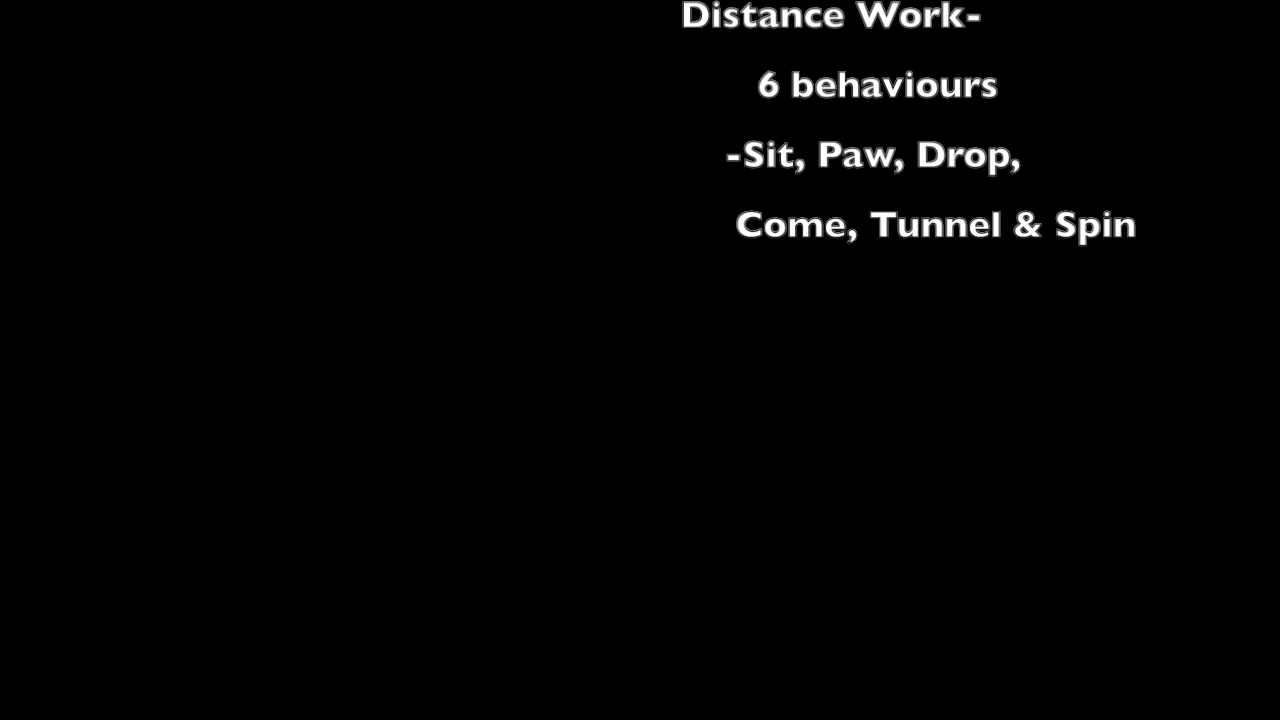 Distance Work-
6 behaviours
-Sit, Paw, Drop,
Come, Tunnel & Spin